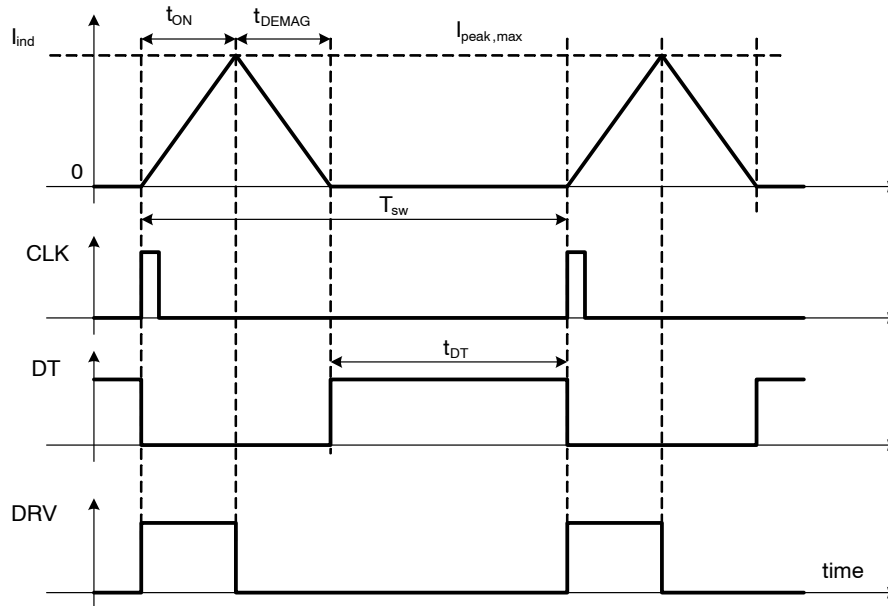 t_ON t_DEMAG
I_ind I_peak,max
0
T_sw
CLK
t_DT
DT
DRV
time